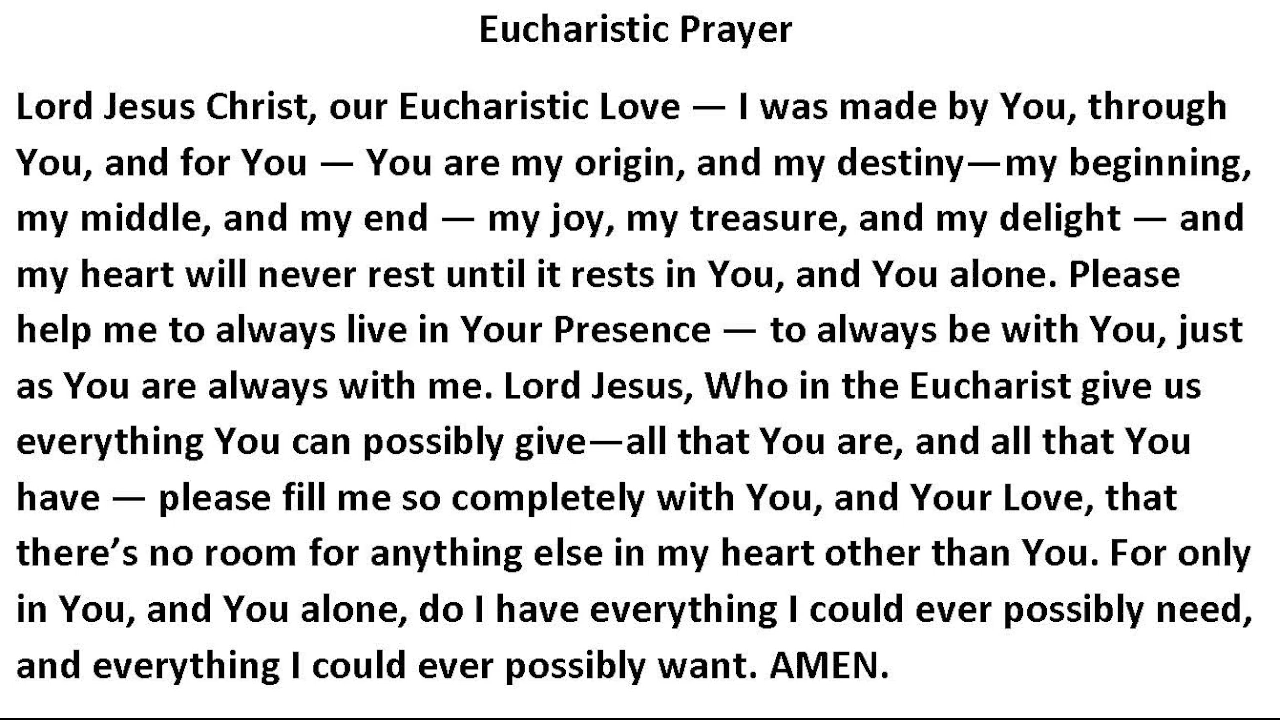 Eucharistic Prayer
Lord Jesus Christ, our Eucharistic Love — I was made by You, through
You, and for You — You are my origin, and my destiny—my beginning,
my middle, and my end — my joy, my treasure, and my delight — and
my heart will never rest until it rests in You, and You alone. Please
help me to always live in Your Presence — to always be with You, just
as You are always with me. Lord Jesus, Who in the Eucharist give us
everything You can possibly give—all that You are, and all that You
have — please fill me so completely with You, and Your Love, that
there’s no room for anything else in my heart other than You. For only
in You, and You alone, do I have everything I could ever possibly need,
and everything I could ever possibly want. AMEN.